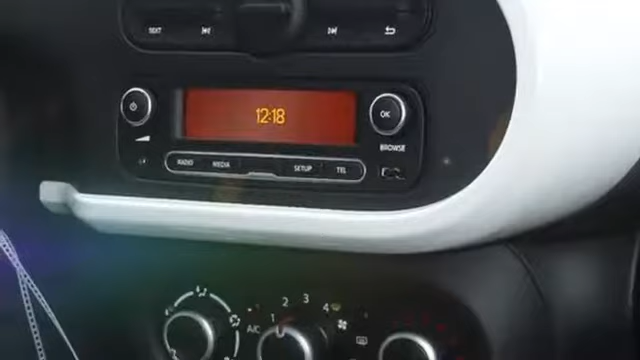 TEXT
12:18
OK
BROWSE
RADIO MEDIA SETUP TEL
1 2 3 4
A/C